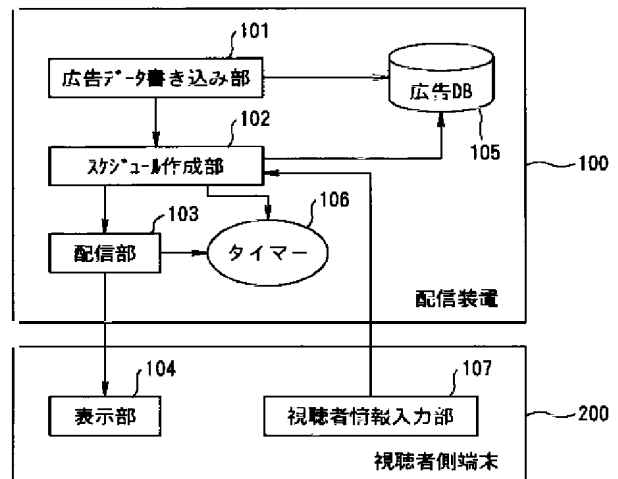 101
広告ﾃﾞｰﾀ書き込み部
広告DB
105
102
ｽｹｼﾞｭｰﾙ作成部
100
103
106
配信部
タイマー
配信装置
104
107
表示部
視聴者情報入力部
200
視聴者側端末